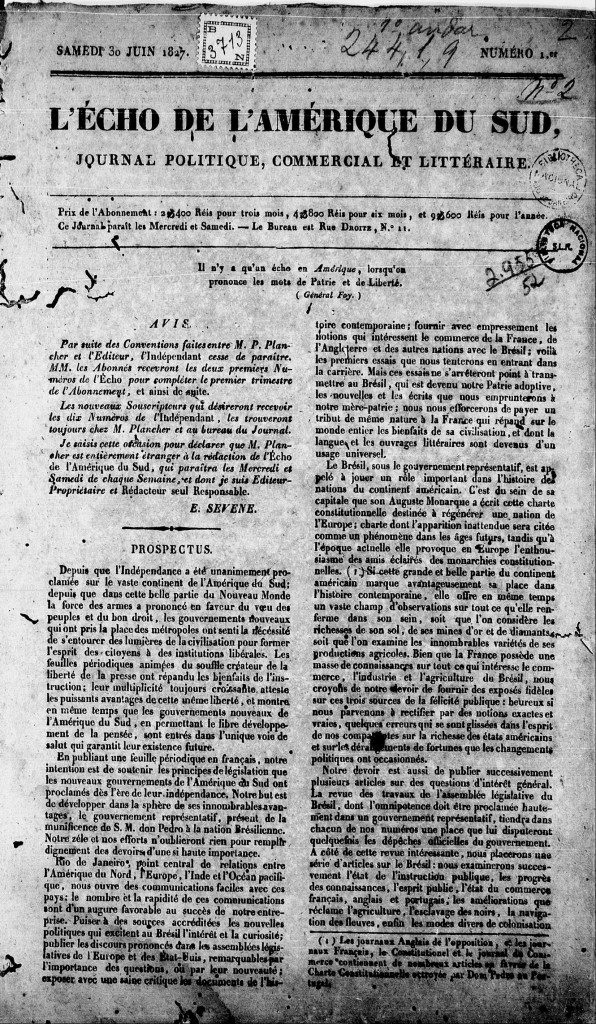 1º andar
244,1,9
2
SAMEDI 30 JUIN 1827.
B
3713
N
NUMÉRO 1.er
Nº 2
L'ÉCHO DE L'AMÉRIQUE DU SUD,
JOURNAL POLITIQUE, COMMERCIAL ET LITTÉRAIRE.
BIBLIOTHECA
NACIONAL
Prix de l'Abonnement : 2$400 Réis pour trois mois, 4$800 Réis pour six mois, et 9$600 Réis pour l'année.
Ce Journal paraît les Mercredi et Samedi. — Le Bureau est Rue DROITE, N.º 11.
S.L.R.
2.955
52
Il n'y a qu'un écho en Amérique, lorsqu'on
prononce les mots de Patrie et de Liberté.
( Général Foy. )
AVIS.
Par suite des Conventions faites entre M. P. Plan-
cher et l'Editeur, l'Indépendant cesse de paraître.
MM. les Abonnés recevront les deux premiers Nu-
méros de l'Écho pour compléter le premier trimestre
de l'Abonnement, et ainsi de suite.
Les nouveaux Souscripteurs qui désireront recevoir
les dix Numéros de l'Indépendant, les trouveront
toujours chez M. Plancher et au bureau du Journal.
Je saisis cette occasion pour déclarer que M. Plan-
cher est entièrement étranger à la rédaction de l'Écho
de l'Amérique du Sud, qui paraîtra les Mercredi et
Samedi de chaque Semaine, et dont je suis Editeur-
Propriétaire et Rédacteur seul Responsable.
E. SEVENE.
PROSPECTUS.
Depuis que l'Indépendance a été unanimement pro-
clamée sur le vaste continent de l'Amérique du Sud;
depuis que dans cette belle partie du Nouveau Monde
la force des armes a prononcé en faveur du vœu des
peuples et du bon droit, les gouvernements nouveaux
qui ont pris la place des métropoles ont senti la nécéssité
de s'entourer des lumières de la civilisation pour former
l'esprit des citoyens à des institutions libérales. Les
feuilles périodiques animées du souffle créateur de la
liberté de la presse ont répandu les bienfaits de l'ins-
truction; leur multiplicité toujours croissante atteste
les puissants avantages de cette même liberté, et montre
en même temps que les gouvernements nouveaux de
l'Amérique du Sud, en permettant le libre développe-
ment de la pensée, sont entrés dans l'unique voie de
salut qui garantit leur existence future.
En publiant une feuille périodique en français, notre
intention est de soutenir les principes de législation que
les nouveaux gouvernements de l'Amérique du Sud ont
proclamés dès l'ère de leur indépendance. Notre but est
de développer dans la sphère de ses innombrables avan-
tages, le gouvernement représentatif, présent de la
munificence de S. M. don Pedro à la nation Brésilienne.
Notre zèle et nos efforts n'oublieront rien pour remplir
dignement des devoirs d'une si haute importance.
Rio de Janeiro, point central de relations entre
l'Amérique du Nord, l'Europe, l'Inde et l'Océan pacifi-
que, nous ouvre des communications faciles avec ces
pays; le nombre et la rapidité de ces communications
sont d'un augure favorable au succès de notre entre-
prise. Puiser à des sources accréditées les nouvelles
politiques qui excitent au Brésil l'intérêt et la curiosité;
publier les discours prononcés dans les assemblées légis-
latives de l'Europe et des États-Unis, remarquables par
l'importance des questions, ou par leur nouveauté;
exposer avec une saine critique les documents de l'his-
toire contemporaine; fournir avec empressement les
notions qui intéressent le commerce de la France, de
l'Angleterre et des autres nations avec le Brésil; voilà
les premiers essais que nous tenterons en entrant dans
la carrière. Mais ces essais ne s'arrêteront point à trans-
mettre au Brésil, qui est devenu notre Patrie adoptive,
les nouvelles et les écrits que nous emprunterons à
notre mère-patrie; nous nous efforcerons de payer un
tribut de même nature à la France qui répand sur le
monde entier les bienfaits de sa civilisation, et dont la
langue et les ouvrages littéraires sont devenus d'un
usage universel.
Le Brésil, sous le gouvernement représentatif, est ap-
pelé à jouer un rôle important dans l'histoire des
nations du continent américain. C'est du sein de sa
capitale que son Auguste Monarque a écrit cette charte
constitutionnelle destinée à régénérer une nation de
l'Europe; charte dont l'apparition inattendue sera citée
comme un phénomène dans les âges futurs, tandis qu'à
l'époque actuelle elle provoque en Europe l'enthou-
siasme des amis éclairés des monarchies constitution-
nelles. (1) Si cette grande et belle partie du continent
américain marque avantageusement sa place dans
l'histoire contemporaine, elle offre en même temps
un vaste champ d'observations sur tout ce qu'elle ren-
ferme dans son sein, soit que l'on considère les
richesses de son sol, de ses mines d'or et de diamants,
soit que l'on examine les innombrables variétés de ses
productions agricoles. Bien que la France possède une
masse de connaissances sur tout ce qui intéresse le com-
merce, l'industrie et l'agriculture du Brésil, nous
croyons de notre devoir de fournir des exposés fidèles
sur ces trois sources de la félicité publique : heureux si
nous parvenons à rectifier par des notions exactes et
vraies, quelques erreurs qui se sont glissées dans l'esprit
de nos compatriotes sur la richesse des états américains
et sur les dérangements de fortunes que les changements
politiques ont occasionnés.
Notre devoir est aussi de publier successivement
plusieurs articles sur des questions d'intérêt général.
La revue des travaux de l'assemblée législative du
Brésil, dont l'omnipotence doit être proclamée haute-
ment dans un gouvernement représentatif, tiendra dans
chacun de nos numéros une place que lui disputeront
quelquefois les dépêches officielles du gouvernement.
A côté de cette revue intéressante, nous placerons une
série d'articles sur le Brésil : nous examinerons succes-
sivement l'état de l'instruction publique, les progrès
des connaissances, l'esprit public, l'état du commerce
français, anglais et portugais; les améliorations que
réclame l'agriculture, l'esclavage des noirs, la naviga-
tion des fleuves, enfin les modes divers de colonisation
(1) Les journaux Anglais de l'opposition, et les jour-
naux Français, le Constitutionnel et le journal du Com-
merce contiennent de nombreux articles en faveur de la
Charte Constitutionnelle octroyée par Dom Pedro au Por-
tugal.